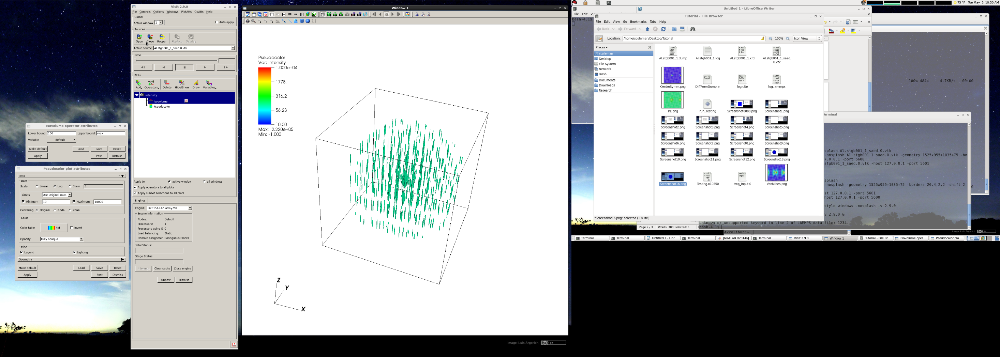 VisIt 2.9.0
File Controls Options Windows PlotAtts OpAtts Help
Global
Active window 1 Auto apply
Sources
Open Close Reopen Replace Overlay
Active source Al.stgb001_1_saed.0.vtk
Time
Plots
Add Operators Delete Hide/Show Draw Variables
intensity
Isovolume
Pseudocolor
Apply to active window all windows
Apply operators to all plots
Apply subset selections to all plots
Engines
Engine: ls20151-l.arl.army.mil
Engine Information
Nodes: Default
Processors: 1
Processors using G 0
Load balancing: Static
Domain assignmen Contiguous Blocks
Total Status:
Stage Status:
Interrupt Clear cache Close engine
Unpost Dismiss
Isovolume operator attributes
Lower bound 100 Upper bound max
Variable default
Make default Load Save Reset
Apply Post Dismiss
Pseudocolor plot attributes
Data
Data
Scale Linear Log Skew 1
Limits Use Original Data
Minimum 10 Maximum 10000
Centering Original Nodal Zonal
Color
Color table hot Invert
Opacity Fully opaque
Misc
Legend Lighting
Geometry
Make default Load Save Reset
Apply Post Dismiss
Window 1
Pseudocolor
Var: intensity
1.000e+04
1778.
316.2
56.23
10.00
Max: 2.220e+05
Min: -1.000
Z
Y
X
Image: Luis Argerich (cc) BY
75 °F Tue May 5, 10:50 AM
Untitled 1 - LibreOffice Writer
File Edit
bash-4.1$
Tutorial - File Browser
File Edit View Go Bookmarks Tabs Help
Back Forward
Location: /home/scoleman/Desktop/Tutorial 100% Icon View
Places
scoleman
Desktop
File System
Network
Trash
Documents
Downloads
Research
Al.stgb001_1.dump Al.stgb001_1.log Al.stgb001_1.xrd Al.stgb001_1_saed.
0.vtk
CentroSymm.png DiffFromDump.in log.cite log.lammps
PE.png run_Testing Screenshot0000.png Screenshot1.png
Screenshot2.png Screenshot3.png Screenshot4.png Screenshot5.png
Screenshot6.png Screenshot7.png Screenshot8.png Screenshot9.png
Screenshot10.png Screenshot11.png Screenshot12.png Screenshot13.png
Screenshot16.png Testing.o10350 tmp_Input.0 VonMises.png
"Screenshot16.png" selected (1.8 MB)
100% 4844 4.7KB/s 00:00
Terminal
splash Al.stgb001_1_saed.0.vtk
-nosplash Al.stgb001_1_saed.0.vtk -geometry 1525x955+1035+75 -bo
7.0.0.1 -port 5600
stgb001_1_saed.0.vtk -host 127.0.0.1 -port 5601
splash
-nosplash -geometry 1525x955+1035+75 -borders 26,4,2,2 -shift 2,
st 127.0.0.1 -port 5601
host 127.0.0.1 -port 5600
style windows -nosplash -v 2.9.0
v 2.9.0 &
Unknown or unsupported keyword in line 2 of LAMMPS data file: 1234.
Page 2 / 3 Words: 383 Selected: 1 bash-4.1$
excalibur:>
Image: Luis Argerich (cc) BY
Terminal Terminal Untitled 1 - Libr... Terminal [MATLAB R2014a] Terminal VisIt 2.9.0 Window 1 Tutorial - File Br... Isovolume oper... Pseudocolor plo...